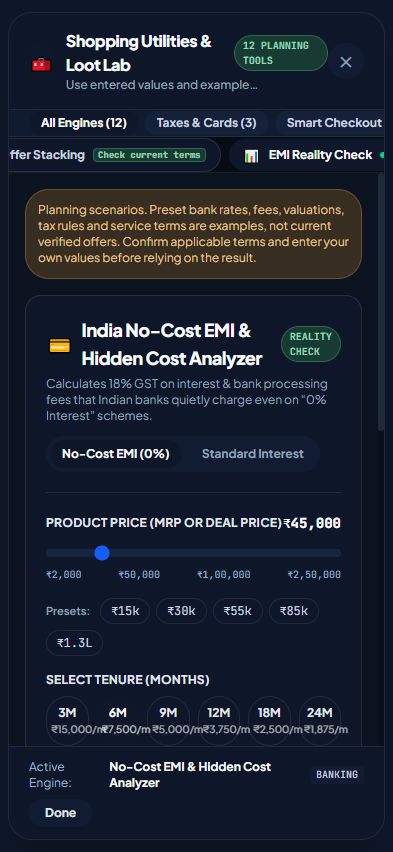 Shopping Utilities &
Loot Lab
12 PLANNING
TOOLS
Use entered values and example...
All Engines (12)
Taxes & Cards (3)
Smart Checkout
ffer Stacking
Check current terms
EMI Reality Check
Planning scenarios. Preset bank rates, fees, valuations,
tax rules and service terms are examples, not current
verified offers. Confirm applicable terms and enter your
own values before relying on the result.
India No-Cost EMI &
Hidden Cost Analyzer
REALITY
CHECK
Calculates 18% GST on interest & bank processing
fees that Indian banks quietly charge even on "0%
Interest" schemes.
No-Cost EMI (0%)
Standard Interest
PRODUCT PRICE (MRP OR DEAL PRICE) ₹45,000
₹2,000 ₹50,000 ₹1,00,000 ₹2,50,000
Presets: ₹15k ₹30k ₹55k ₹85k
₹1.3L
SELECT TENURE (MONTHS)
3M 6M 9M 12M 18M 24M
₹15,000/m ₹7,500/m ₹5,000/m ₹3,750/m ₹2,500/m ₹1,875/m
Active
Engine:
No-Cost EMI & Hidden Cost
Analyzer
BANKING
Done